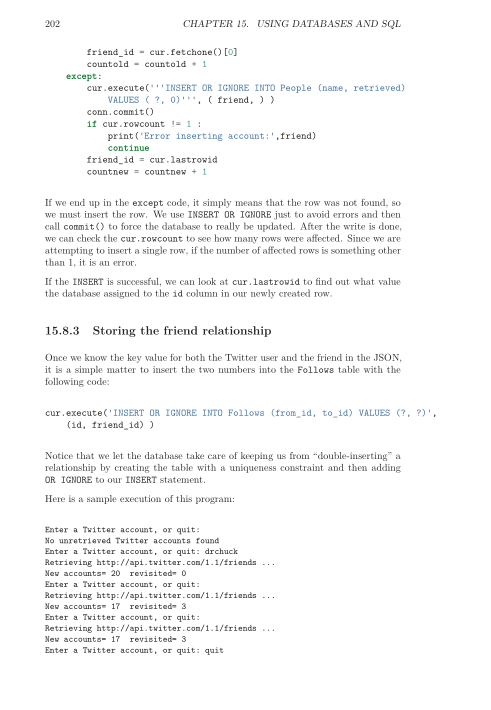 202 CHAPTER 15. USING DATABASES AND SQL
friend_id = cur.fetchone()[0]
countold = countold + 1
except:
cur.execute('''INSERT OR IGNORE INTO People (name, retrieved)
VALUES ( ?, 0)''', ( friend, ) )
conn.commit()
if cur.rowcount != 1 :
print('Error inserting account:',friend)
continue
friend_id = cur.lastrowid
countnew = countnew + 1
If we end up in the except code, it simply means that the row was not found, so
we must insert the row. We use INSERT OR IGNORE just to avoid errors and then
call commit() to force the database to really be updated. After the write is done,
we can check the cur.rowcount to see how many rows were affected. Since we are
attempting to insert a single row, if the number of affected rows is something other
than 1, it is an error.
If the INSERT is successful, we can look at cur.lastrowid to find out what value
the database assigned to the id column in our newly created row.
15.8.3 Storing the friend relationship
Once we know the key value for both the Twitter user and the friend in the JSON,
it is a simple matter to insert the two numbers into the Follows table with the
following code:
cur.execute('INSERT OR IGNORE INTO Follows (from_id, to_id) VALUES (?, ?)',
(id, friend_id) )
Notice that we let the database take care of keeping us from “double-inserting” a
relationship by creating the table with a uniqueness constraint and then adding
OR IGNORE to our INSERT statement.
Here is a sample execution of this program:
Enter a Twitter account, or quit:
No unretrieved Twitter accounts found
Enter a Twitter account, or quit: drchuck
Retrieving http://api.twitter.com/1.1/friends ...
New accounts= 20 revisited= 0
Enter a Twitter account, or quit:
Retrieving http://api.twitter.com/1.1/friends ...
New accounts= 17 revisited= 3
Enter a Twitter account, or quit:
Retrieving http://api.twitter.com/1.1/friends ...
New accounts= 17 revisited= 3
Enter a Twitter account, or quit: quit